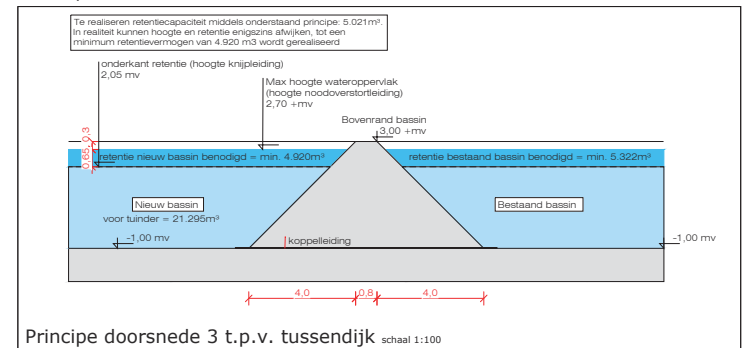 Te realiseren retentiecapaciteit middels onderstaand principe: 5.021m³.
In realiteit kunnen hoogte en retentie enigszins afwijken, tot een
minimum retentievermogen van 4.920 m3 wordt gerealiseerd
onderkant retentie (hoogte knijpleiding)
2,05 mv
Max hoogte wateroppervlak
(hoogte noodoverstortleiding)
2,70 +mv
Bovenrand bassin
3,00 +mv
0,3
0,65
retentie nieuw bassin benodigd = min. 4.920m³
retentie bestaand bassin benodigd = min. 5.322m³
Nieuw bassin
voor tuinder = 21.295m³
Bestaand bassin
-1,00 mv
koppelleiding
-1,00 mv
4,0
0,8
4,0
Principe doorsnede 3 t.p.v. tussendijk schaal 1:100